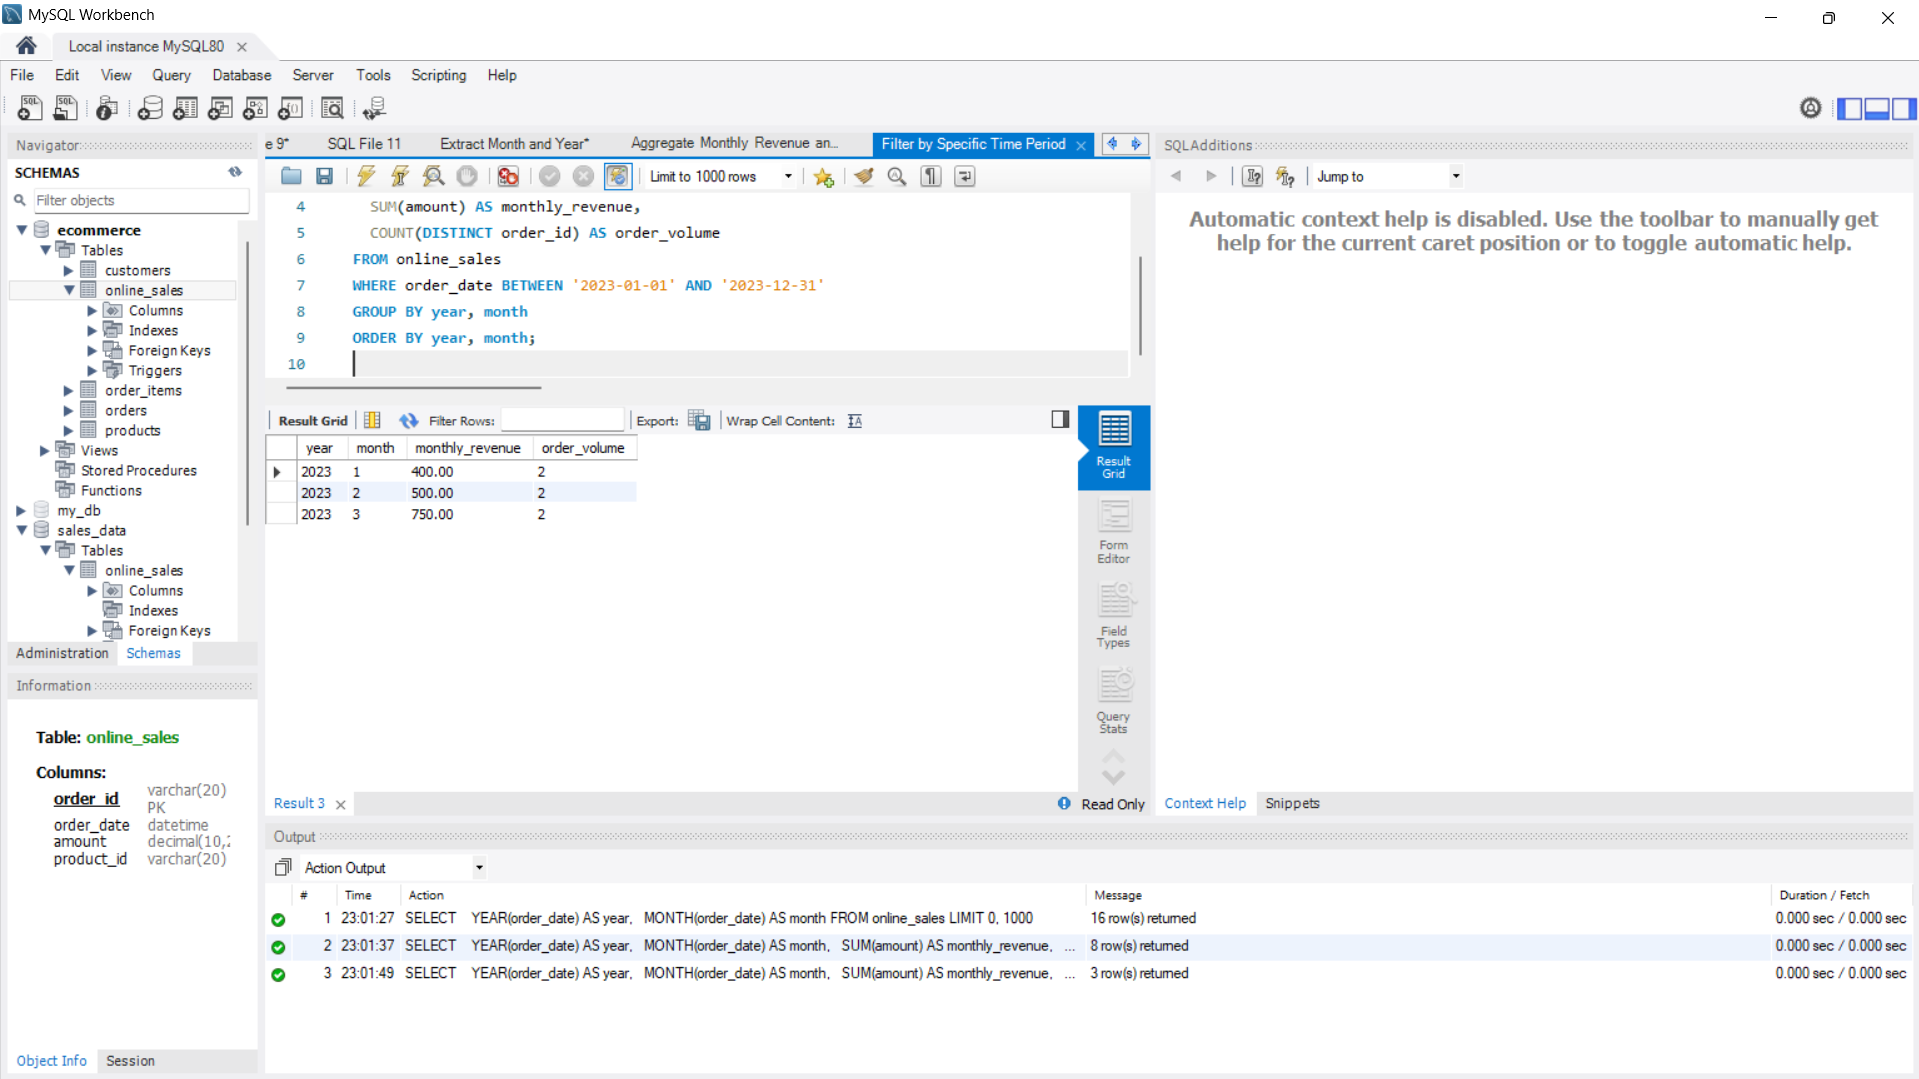 MySQL Workbench
Local instance MySQL80
File Edit View Query Database Server Tools Scripting Help
Navigator
SCHEMAS
Filter objects
ecommerce
Tables
customers
online_sales
Columns
Indexes
Foreign Keys
Triggers
order_items
orders
products
Views
Stored Procedures
Functions
my_db
sales_data
Tables
online_sales
Columns
Indexes
Foreign Keys
Administration Schemas
Information
Table: online_sales
Columns:
order_id varchar(20) PK
order_date datetime
amount decimal(10,2
product_id varchar(20)
Object Info Session
e 9* SQL File 11 Extract Month and Year* Aggregate Monthly Revenue an... Filter by Specific Time Period
Limit to 1000 rows
4 SUM(amount) AS monthly_revenue,
5 COUNT(DISTINCT order_id) AS order_volume
6 FROM online_sales
7 WHERE order_date BETWEEN '2023-01-01' AND '2023-12-31'
8 GROUP BY year, month
9 ORDER BY year, month;
10
Result Grid Filter Rows: Export: Wrap Cell Content:
year month monthly_revenue order_volume
2023 1 400.00 2
2023 2 500.00 2
2023 3 750.00 2
Result Grid
Form Editor
Field Types
Query Stats
Result 3
Read Only
SQLAdditions
Jump to
Automatic context help is disabled. Use the toolbar to manually get
help for the current caret position or to toggle automatic help.
Context Help Snippets
Output
Action Output
# Time Action Message Duration / Fetch
1 23:01:27 SELECT YEAR(order_date) AS year, MONTH(order_date) AS month FROM online_sales LIMIT 0, 1000 16 row(s) returned 0.000 sec / 0.000 sec
2 23:01:37 SELECT YEAR(order_date) AS year, MONTH(order_date) AS month, SUM(amount) AS monthly_revenue, ... 8 row(s) returned 0.000 sec / 0.000 sec
3 23:01:49 SELECT YEAR(order_date) AS year, MONTH(order_date) AS month, SUM(amount) AS monthly_revenue, ... 3 row(s) returned 0.000 sec / 0.000 sec